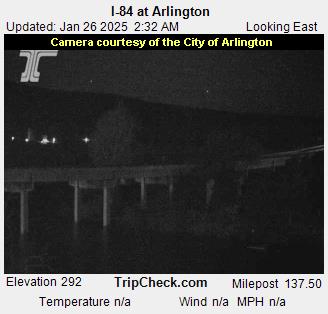 I-84 at Arlington
Updated: Jan 26 2025 2:32 AM Looking East
Camera courtesy of the City of Arlington
Elevation 292 TripCheck.com Milepost 137.50
Temperature n/a Wind n/a MPH n/a